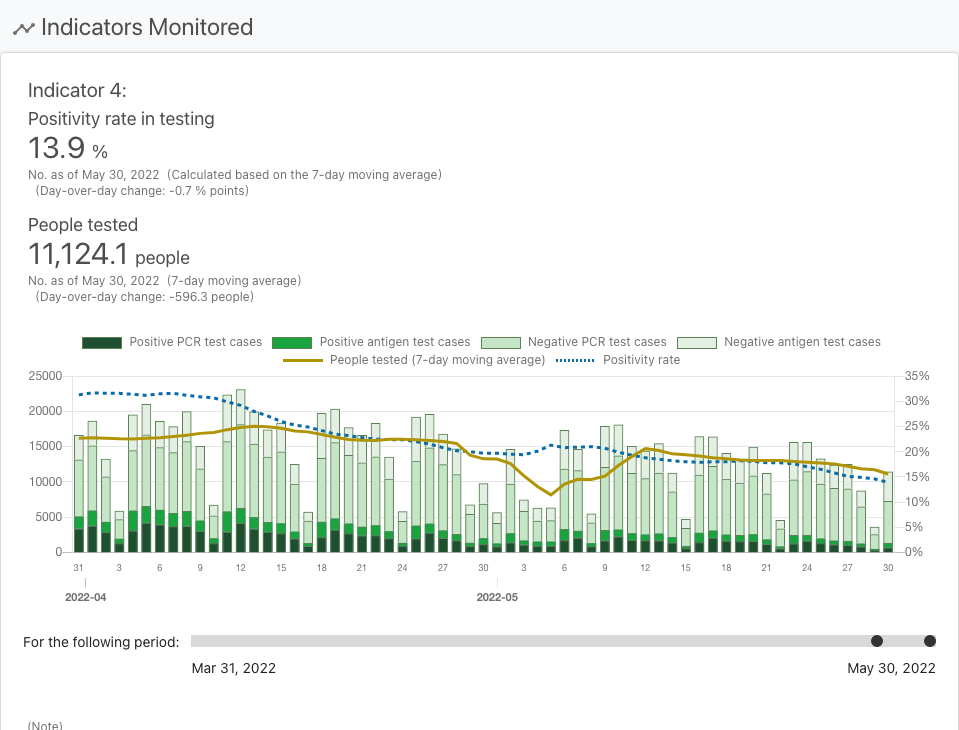 Indicators Monitored
Indicator 4:
Positivity rate in testing
13.9 %
No. as of May 30, 2022 (Calculated based on the 7-day moving average)
(Day-over-day change: -0.7 % points)
People tested
11,124.1 people
No. as of May 30, 2022 (7-day moving average)
(Day-over-day change: -596.3 people)
Positive PCR test cases Positive antigen test cases Negative PCR test cases Negative antigen test cases
People tested (7-day moving average) Positivity rate
25000 35%
20000 30%
25%
15000 20%
10000 15%
10%
5000 5%
0 0%
31 3 6 9 12 15 18 21 24 27 30 3 6 9 12 15 18 21 24 27 30
2022-04 2022-05
For the following period:
Mar 31, 2022 May 30, 2022
(Note)